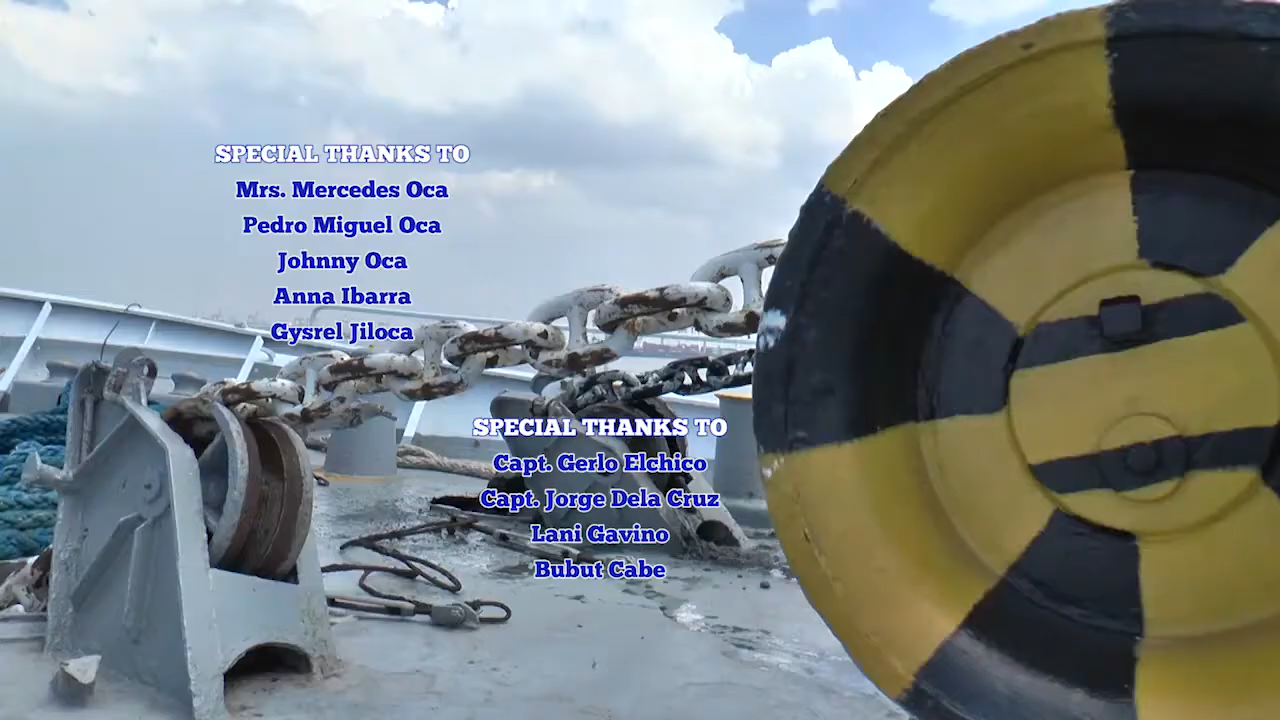 SPECIAL THANKS TO
Mrs. Mercedes Oca
Pedro Miguel Oca
Johnny Oca
Anna Ibarra
Gysrel Jiloca
SPECIAL THANKS TO
Capt. Gerlo Elchico
Capt. Jorge Dela Cruz
Lani Gavino
Bubut Cabe